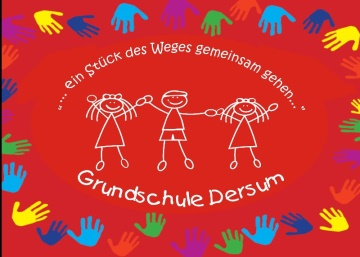 "... ein Stück des Weges gemeinsam gehen..."
Grundschule Dersum